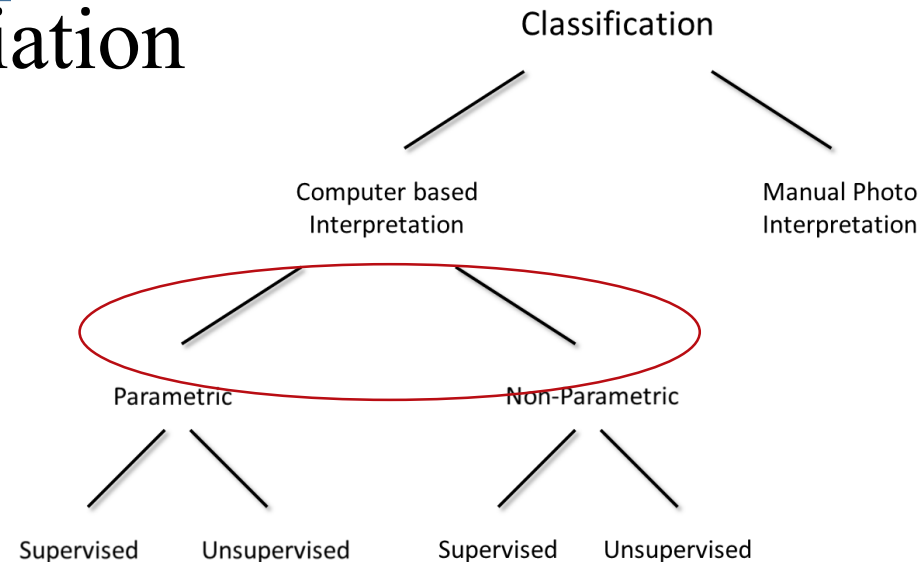 iation
Classification
Computer based
Interpretation
Manual Photo
Interpretation
Parametric
Non-Parametric
Supervised
Unsupervised
Supervised
Unsupervised